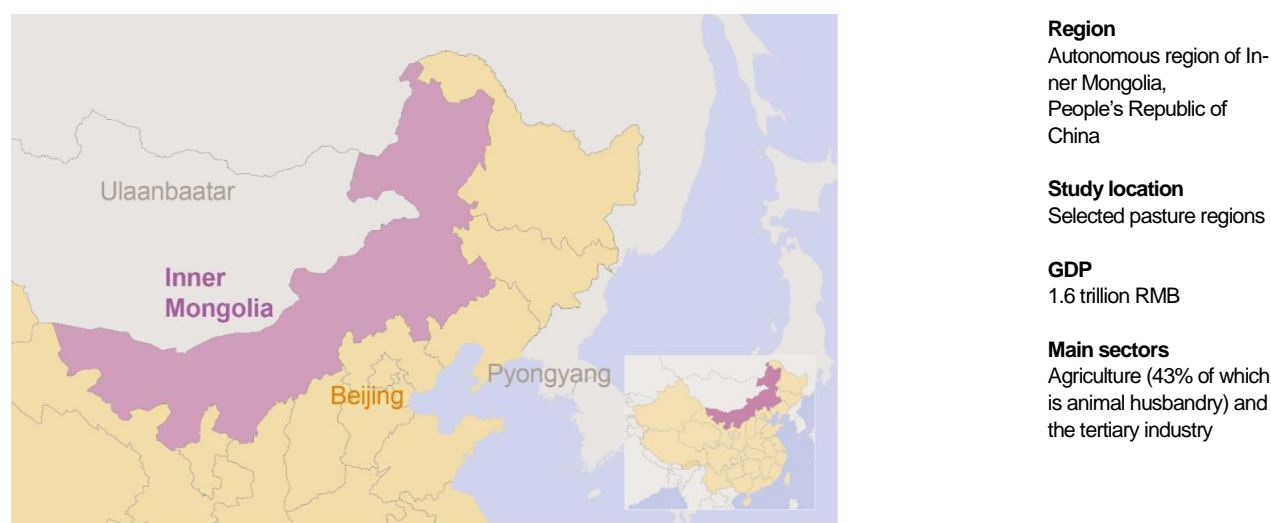 Ulaanbaatar
Inner
Mongolia
Beijing
Pyongyang
Region
Autonomous region of In-
ner Mongolia,
People’s Republic of
China
Study location
Selected pasture regions
GDP
1.6 trillion RMB
Main sectors
Agriculture (43% of which
is animal husbandry) and
the tertiary industry